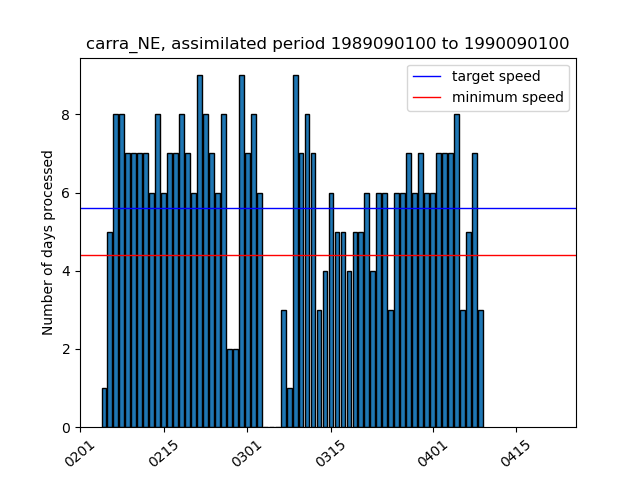 carra_NE, assimilated period 1989090100 to 1990090100
target speed
minimum speed
Number of days processed
8
6
4
2
0
0201
0215
0301
0315
0401
0415